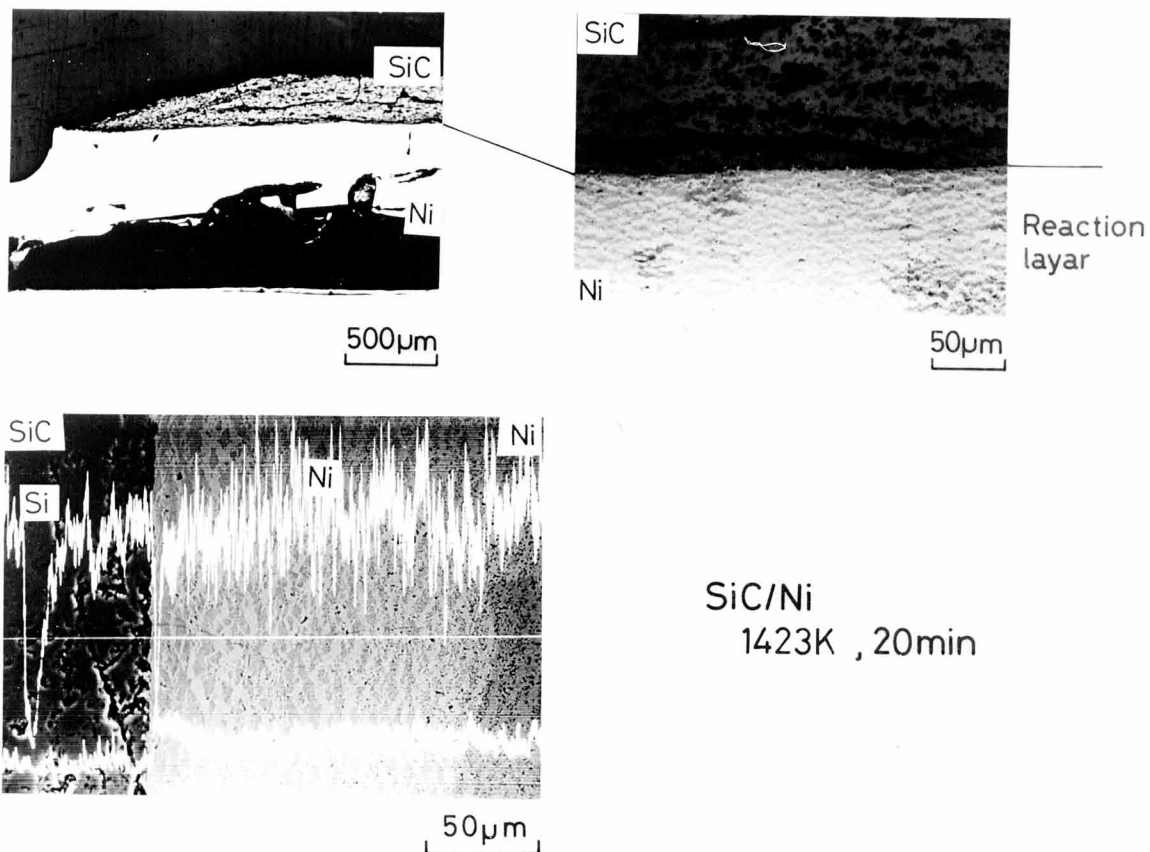 SiC
Ni
500μm
SiC
Ni
Reaction
layar
50μm
SiC
Si
Ni
Ni
50μm
SiC/Ni
1423K , 20min